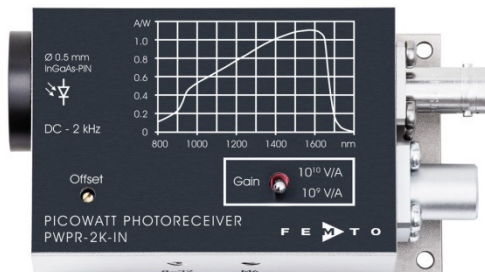 A/W
1.0
0.8
0.6
0.4
0.2
0
800 1000 1200 1400 1600 nm
Ø 0.5 mm
InGaAs-PIN
DC - 2 kHz
Offset
Gain
10¹⁰ V/A
10⁹ V/A
PICOWATT PHOTORECEIVER
PWPR-2K-IN
FEMTO